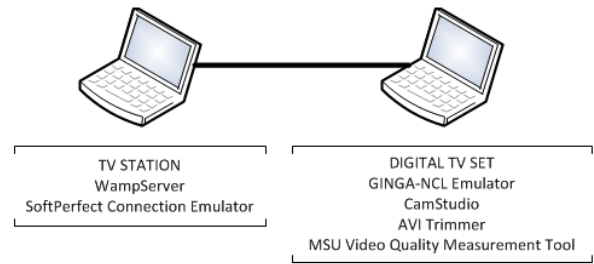 TV STATION
WampServer
SoftPerfect Connection Emulator
DIGITAL TV SET
GINGA-NCL Emulator
CamStudio
AVI Trimmer
MSU Video Quality Measurement Tool